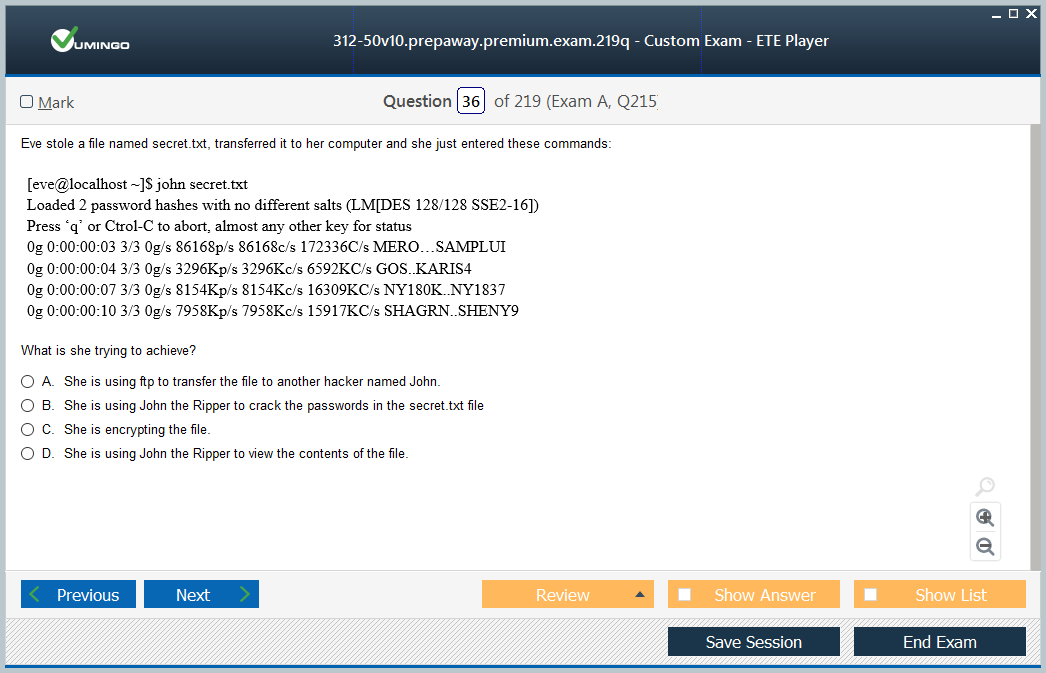 VUMINGO
312-50v10.prepaway.premium.exam.219q - Custom Exam - ETE Player
Mark
Question 36 of 219 (Exam A, Q215
Eve stole a file named secret.txt, transferred it to her computer and she just entered these commands:
[eve@localhost ~]$ john secret.txt
Loaded 2 password hashes with no different salts (LM[DES 128/128 SSE2-16])
Press ‘q’ or Ctrol-C to abort, almost any other key for status
0g 0:00:00:03 3/3 0g/s 86168p/s 86168c/s 172336C/s MERO…SAMPLUI
0g 0:00:00:04 3/3 0g/s 3296Kp/s 3296Kc/s 6592KC/s GOS..KARIS4
0g 0:00:00:07 3/3 0g/s 8154Kp/s 8154Kc/s 16309KC/s NY180K..NY1837
0g 0:00:00:10 3/3 0g/s 7958Kp/s 7958Kc/s 15917KC/s SHAGRN..SHENY9
What is she trying to achieve?
A. She is using ftp to transfer the file to another hacker named John.
B. She is using John the Ripper to crack the passwords in the secret.txt file
C. She is encrypting the file.
D. She is using John the Ripper to view the contents of the file.
Previous Next Review Show Answer Show List
Save Session End Exam